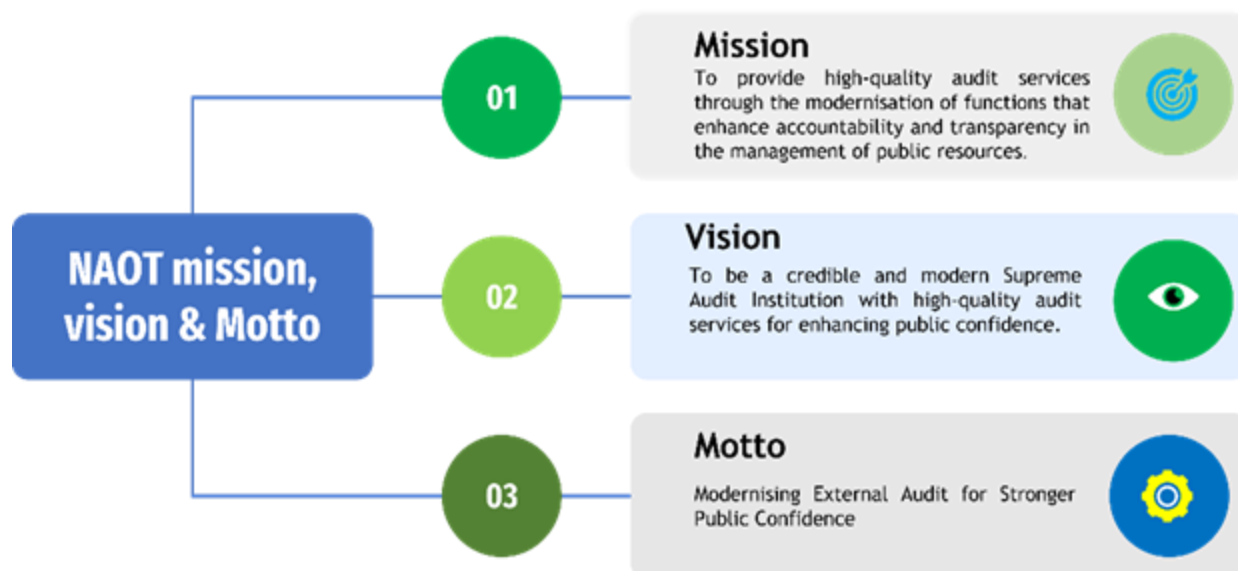 NAOT mission,
vision & Motto
01
Mission
To provide high-quality audit services
through the modernisation of functions that
enhance accountability and transparency in
the management of public resources.
02
Vision
To be a credible and modern Supreme
Audit Institution with high-quality audit
services for enhancing public confidence.
03
Motto
Modernising External Audit for Stronger
Public Confidence